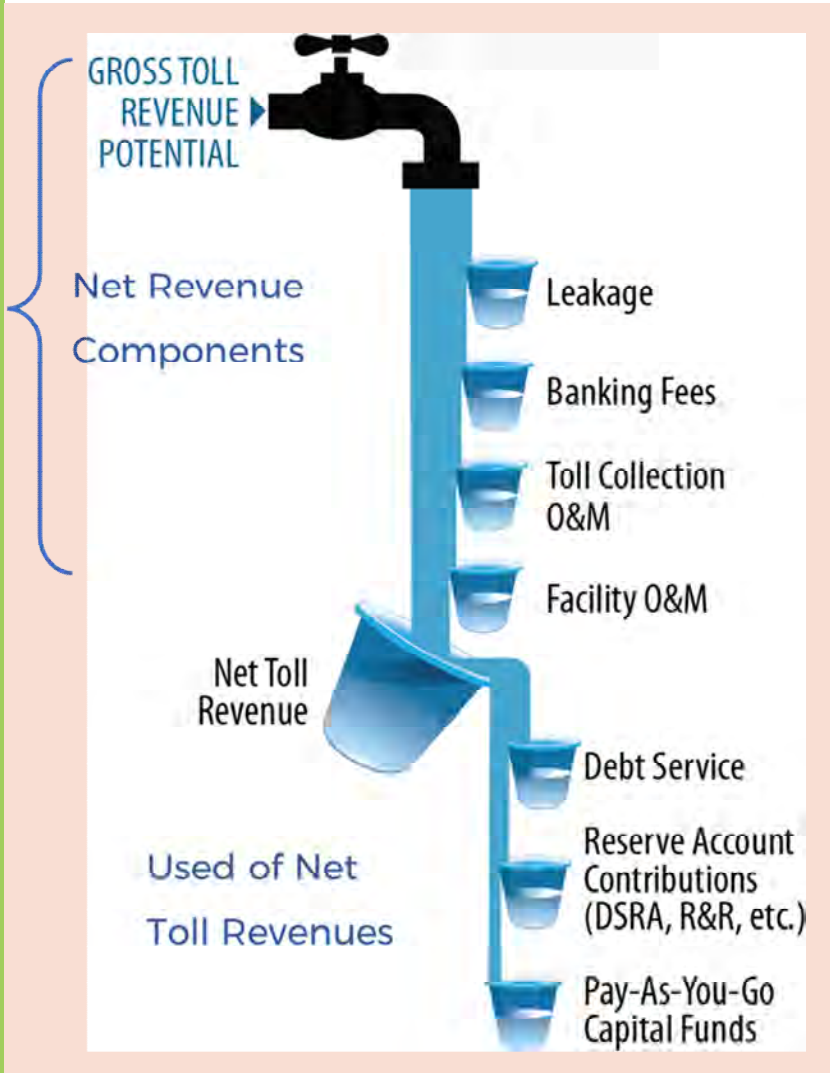 GROSS TOLL
REVENUE
POTENTIAL
Net Revenue
Components
Leakage
Banking Fees
Toll Collection
O&M
Facility O&M
Net Toll
Revenue
Debt Service
Used of Net
Toll Revenues
Reserve Account
Contributions
(DSRA, R&R, etc.)
Pay-As-You-Go
Capital Funds